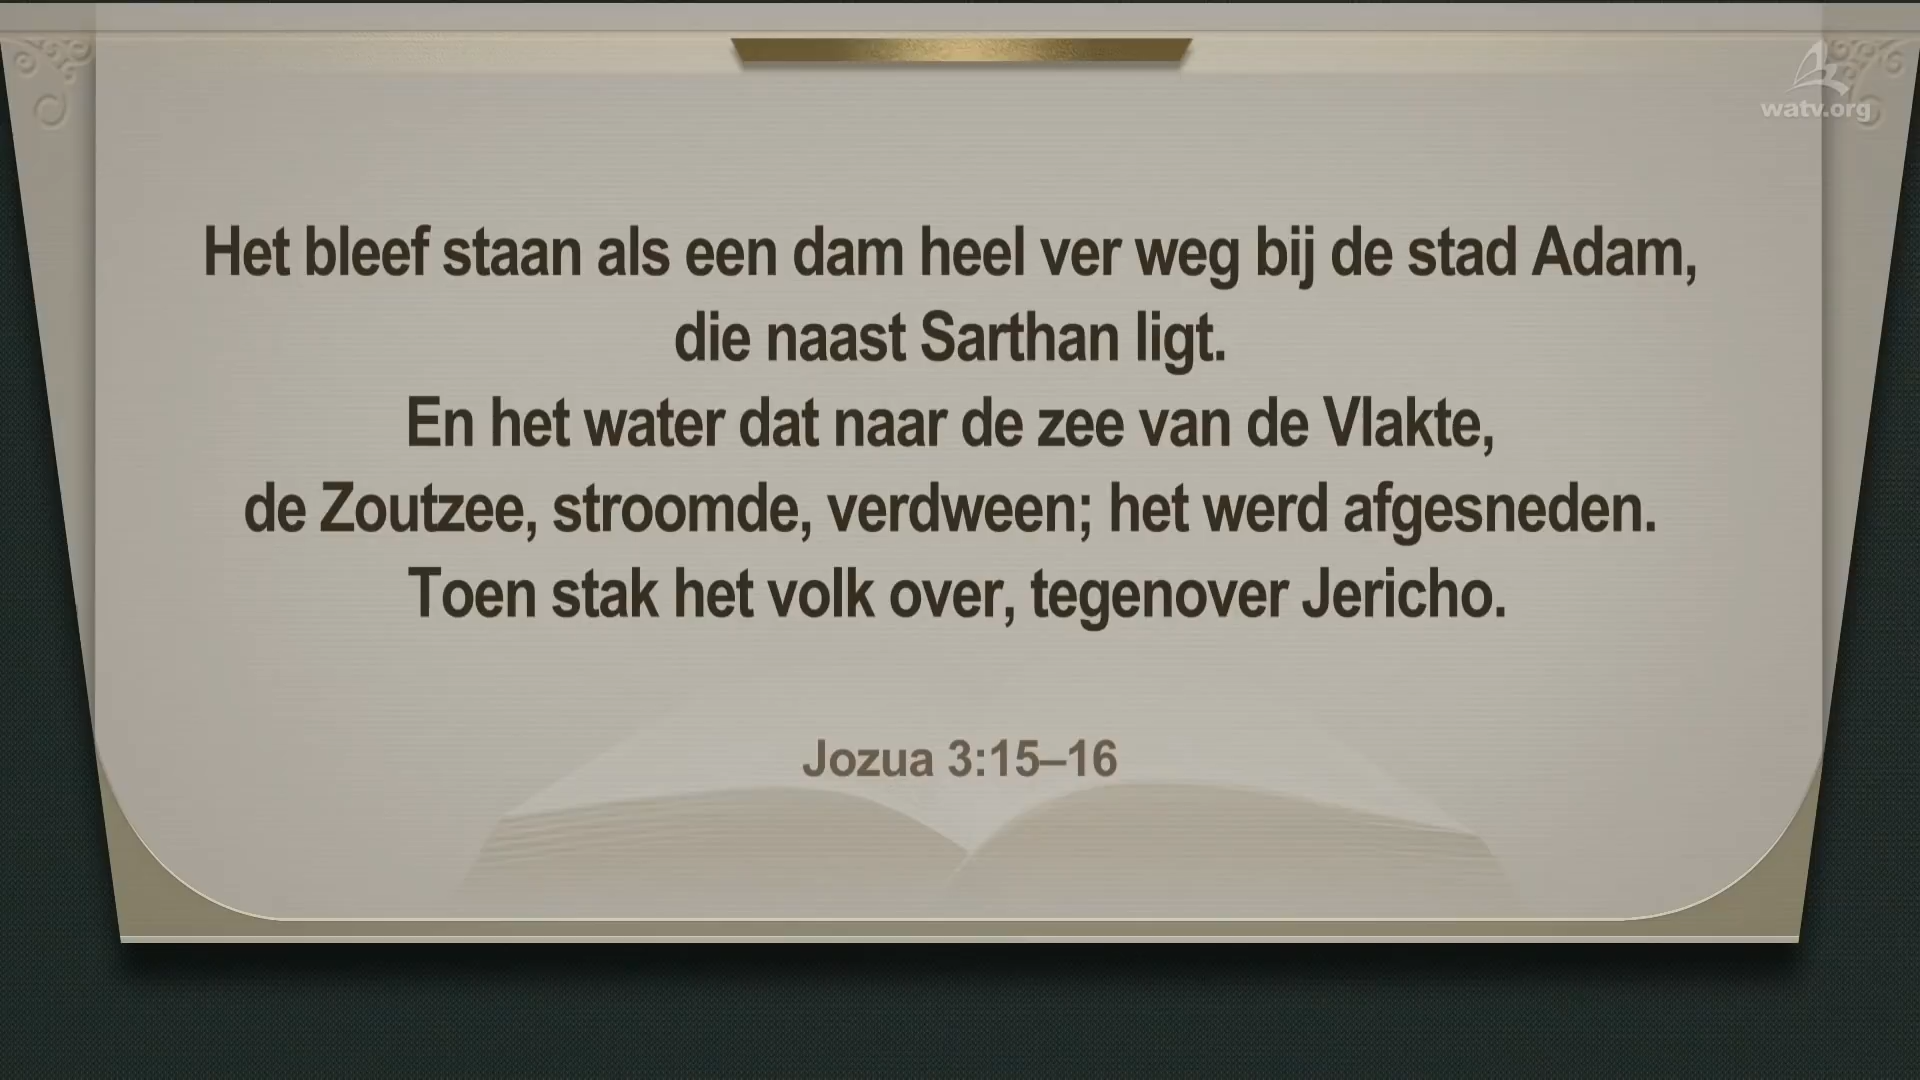 watv.org
Het bleef staan als een dam heel ver weg bij de stad Adam,
die naast Sarthan ligt.
En het water dat naar de zee van de Vlakte,
de Zoutzee, stroomde, verdween; het werd afgesneden.
Toen stak het volk over, tegenover Jericho.
Jozua 3:15–16